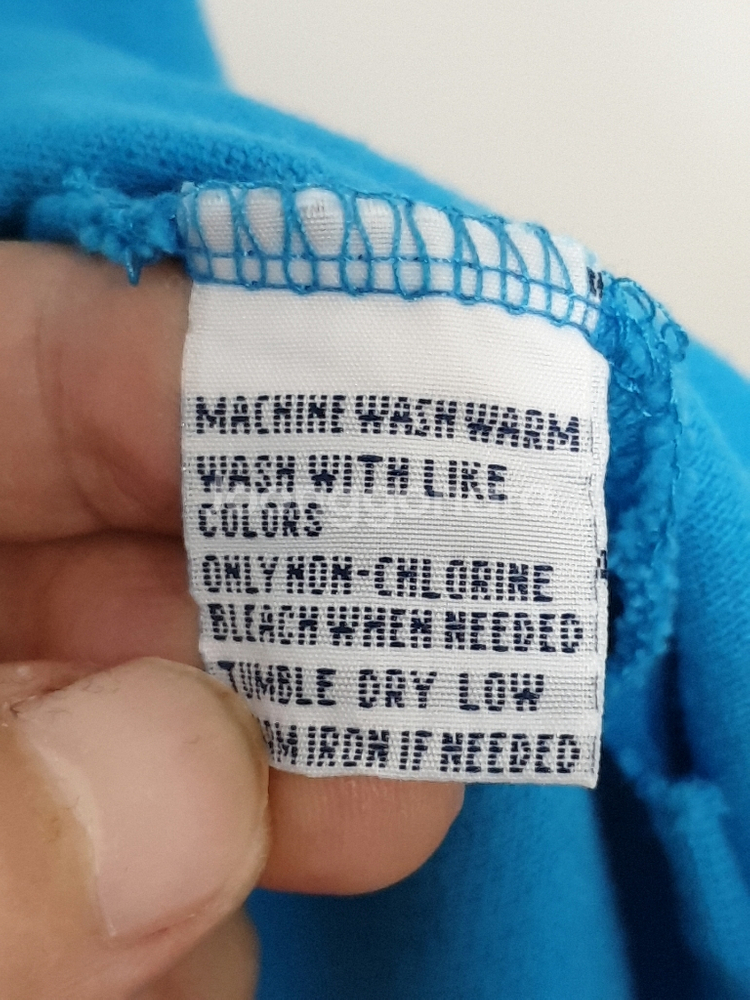 MACHINE WASH WARM
WASH WITH LIKE
COLORS
ONLY NON-CHLORINE
BLEACH WHEN NEEDED
TUMBLE DRY LOW
IRON IF NEEDED